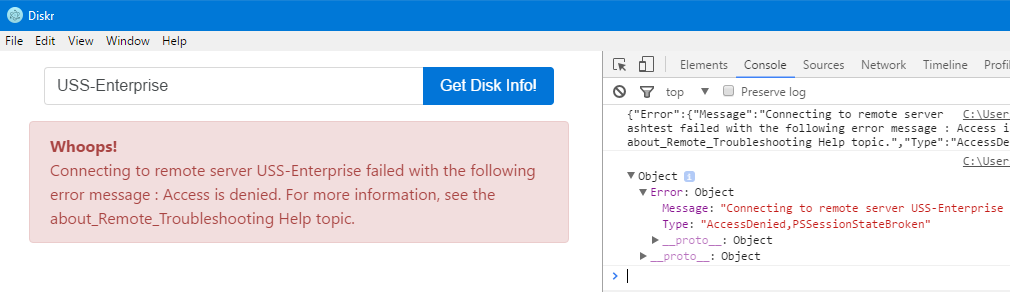 Diskr
File Edit View Window Help
USS-Enterprise
Get Disk Info!
Whoops!
Connecting to remote server USS-Enterprise failed with the following
error message : Access is denied. For more information, see the
about_Remote_Troubleshooting Help topic.
Elements Console Sources Network Timeline Profi
top ▼ Preserve log
{"Error":{"Message":"Connecting to remote server C:\User
ashtest failed with the following error message : Access i
about_Remote_Troubleshooting Help topic.","Type":"AccessDe
C:\User
▼Object i
▼Error: Object
Message: "Connecting to remote server USS-Enterprise
Type: "AccessDenied,PSSessionStateBroken"
▶__proto__: Object
▶__proto__: Object
>